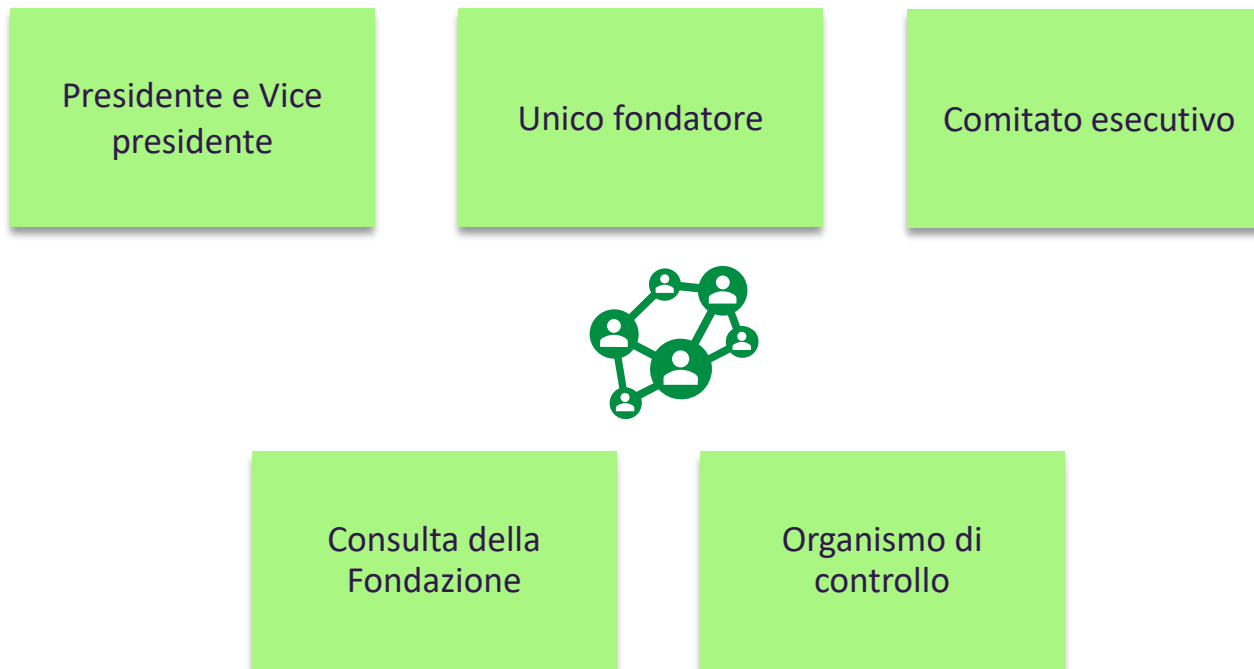 Presidente e Vice
presidente
Unico fondatore
Comitato esecutivo
Consulta della
Fondazione
Organismo di
controllo